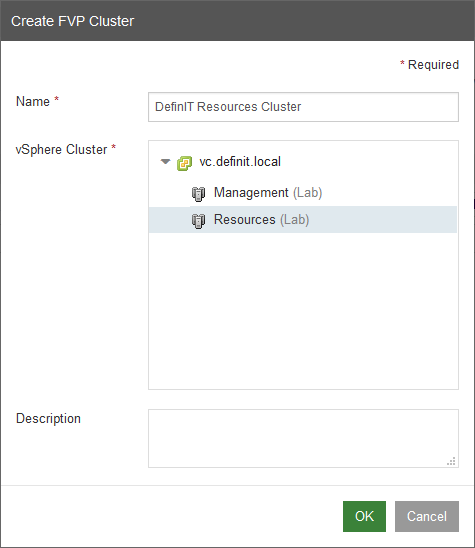 Create FVP Cluster
* Required
Name *
DefinIT Resources Cluster
vSphere Cluster *
vc.definit.local
Management (Lab)
Resources (Lab)
Description
OK
Cancel